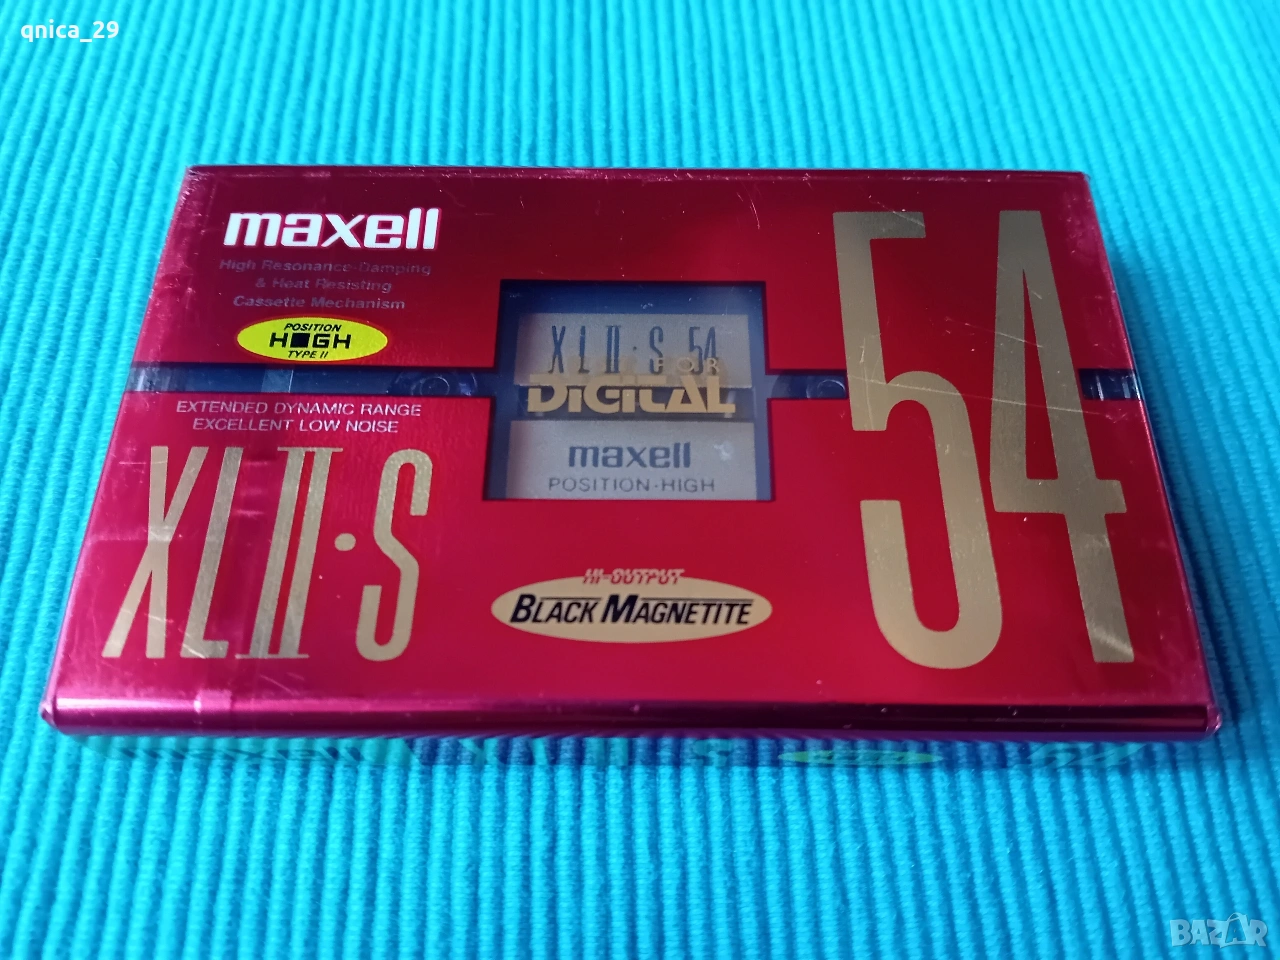 qnica_29
maxell
High Resonance-Damping
& Heat Resisting
Cassette Mechanism
POSITION
HIGH
TYPE II
EXTENDED DYNAMIC RANGE
EXCELLENT LOW NOISE
XLII·S
XLII·S 54
FOR
DIGITAL
maxell
POSITION-HIGH
HI-OUTPUT
BLACK MAGNETITE
54
BAZAR